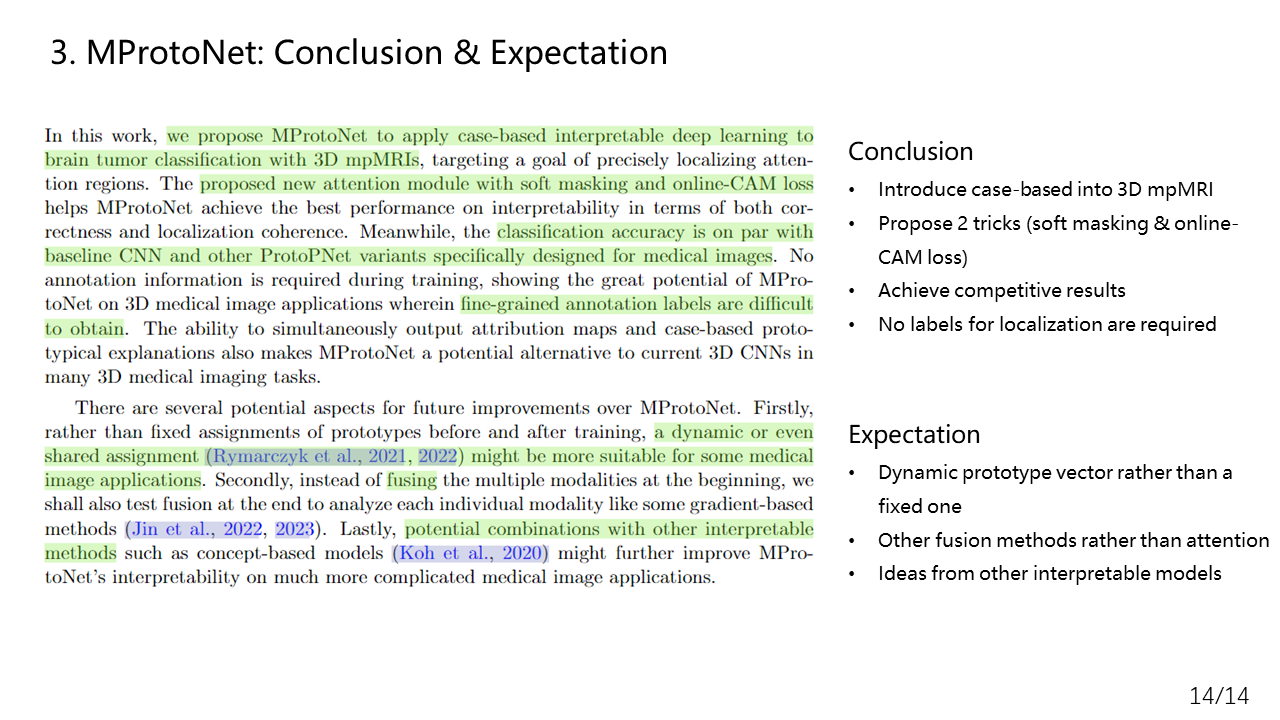 3. MProtoNet: Conclusion & Expectation
In this work, we propose MProtoNet to apply case-based interpretable deep learning to
brain tumor classification with 3D mpMRIs, targeting a goal of precisely localizing atten-
tion regions. The proposed new attention module with soft masking and online-CAM loss
helps MProtoNet achieve the best performance on interpretability in terms of both cor-
rectness and localization coherence. Meanwhile, the classification accuracy is on par with
baseline CNN and other ProtoPNet variants specifically designed for medical images. No
annotation information is required during training, showing the great potential of MPro-
toNet on 3D medical image applications wherein fine-grained annotation labels are difficult
to obtain. The ability to simultaneously output attribution maps and case-based proto-
typical explanations also makes MProtoNet a potential alternative to current 3D CNNs in
many 3D medical imaging tasks.
There are several potential aspects for future improvements over MProtoNet. Firstly,
rather than fixed assignments of prototypes before and after training, a dynamic or even
shared assignment (Rymarczyk et al., 2021, 2022) might be more suitable for some medical
image applications. Secondly, instead of fusing the multiple modalities at the beginning, we
shall also test fusion at the end to analyze each individual modality like some gradient-based
methods (Jin et al., 2022, 2023). Lastly, potential combinations with other interpretable
methods such as concept-based models (Koh et al., 2020) might further improve MPro-
toNet's interpretability on much more complicated medical image applications.
Conclusion
• Introduce case-based into 3D mpMRI
• Propose 2 tricks (soft masking & online-
CAM loss)
• Achieve competitive results
• No labels for localization are required
Expectation
• Dynamic prototype vector rather than a
fixed one
• Other fusion methods rather than attention
• Ideas from other interpretable models
14/14